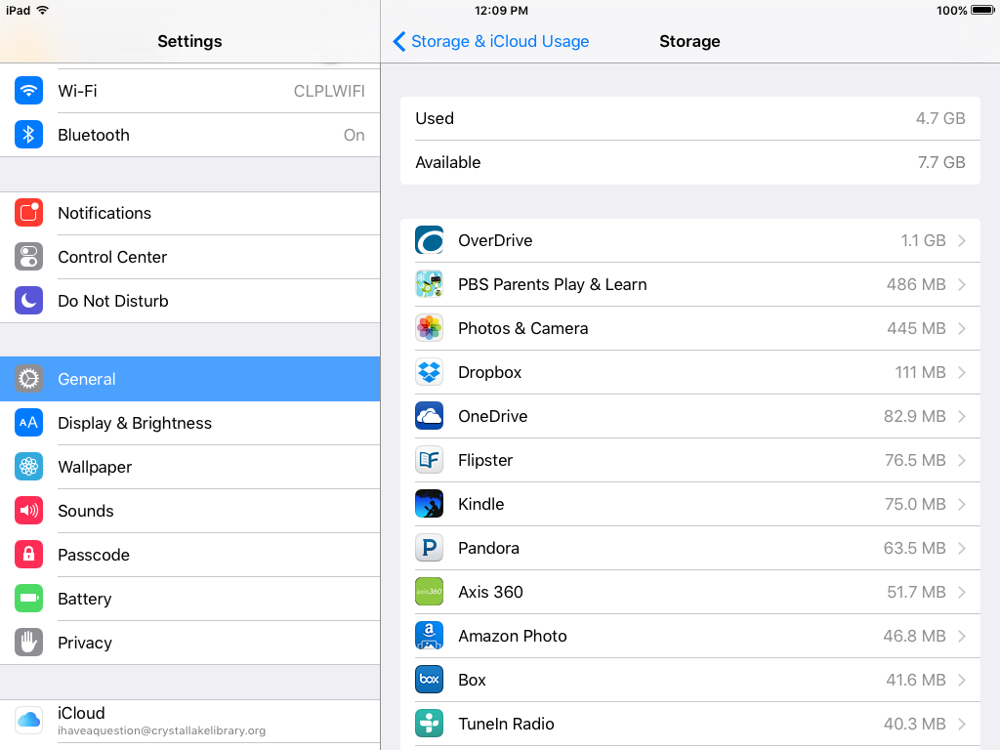 iPad 12:09 PM 100%
Settings
Storage & iCloud Usage Storage
Wi-Fi CLPLWIFI
Bluetooth On
Notifications
Control Center
Do Not Disturb
General
AA Display & Brightness
Wallpaper
Sounds
Passcode
Battery
Privacy
iCloud
ihaveaquestion@crystallakelibrary.org
Used 4.7 GB
Available 7.7 GB
OverDrive 1.1 GB
PBS Parents Play & Learn 486 MB
Photos & Camera 445 MB
Dropbox 111 MB
OneDrive 82.9 MB
F Flipster 76.5 MB
Kindle 75.0 MB
P Pandora 63.5 MB
axis360 Axis 360 51.7 MB
a Amazon Photo 46.8 MB
box Box 41.6 MB
TuneIn Radio 40.3 MB